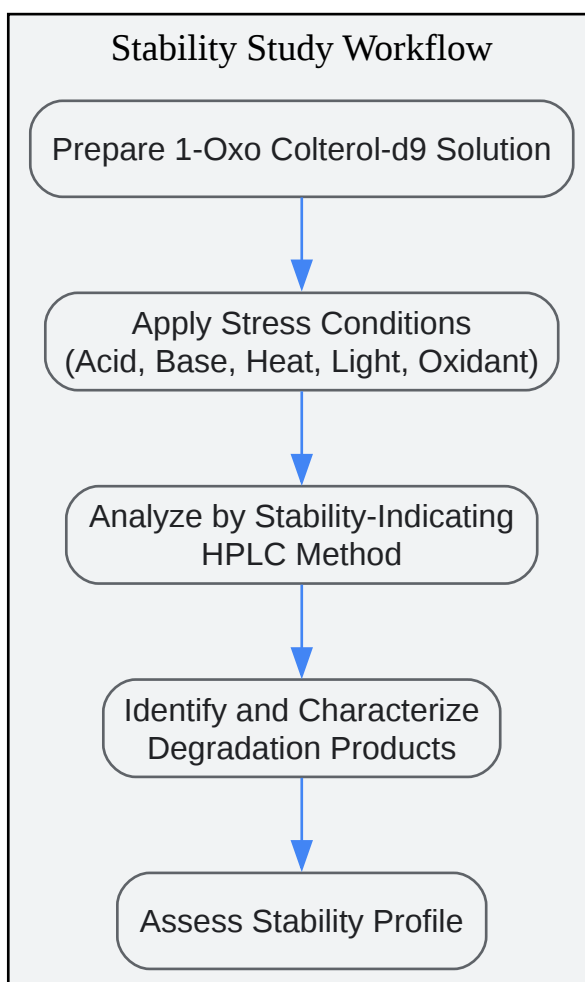 Stability Study Workflow
Prepare 1-Oxo Colterol-d9 Solution
Apply Stress Conditions
(Acid, Base, Heat, Light, Oxidant)
Analyze by Stability-Indicating
HPLC Method
Identify and Characterize
Degradation Products
Assess Stability Profile